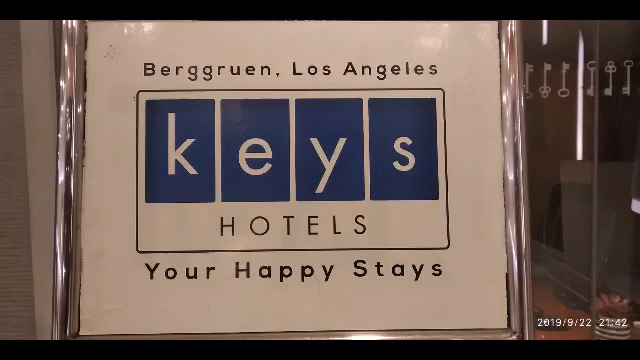 Berggruen, Los Angeles
keys
HOTELS
Your Happy Stays
2019/9/22 21:42